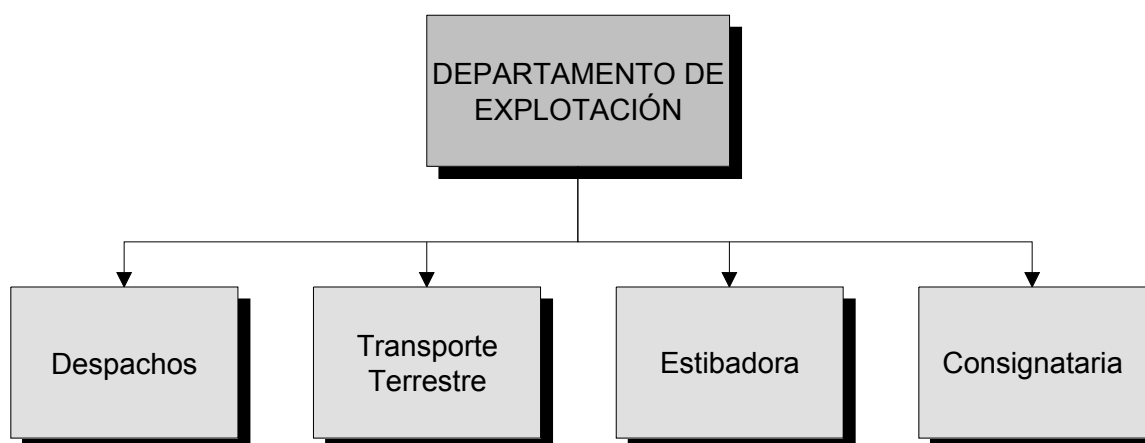 DEPARTAMENTO DE
EXPLOTACIÓN
Despachos
Transporte
Terrestre
Estibadora
Consignataria